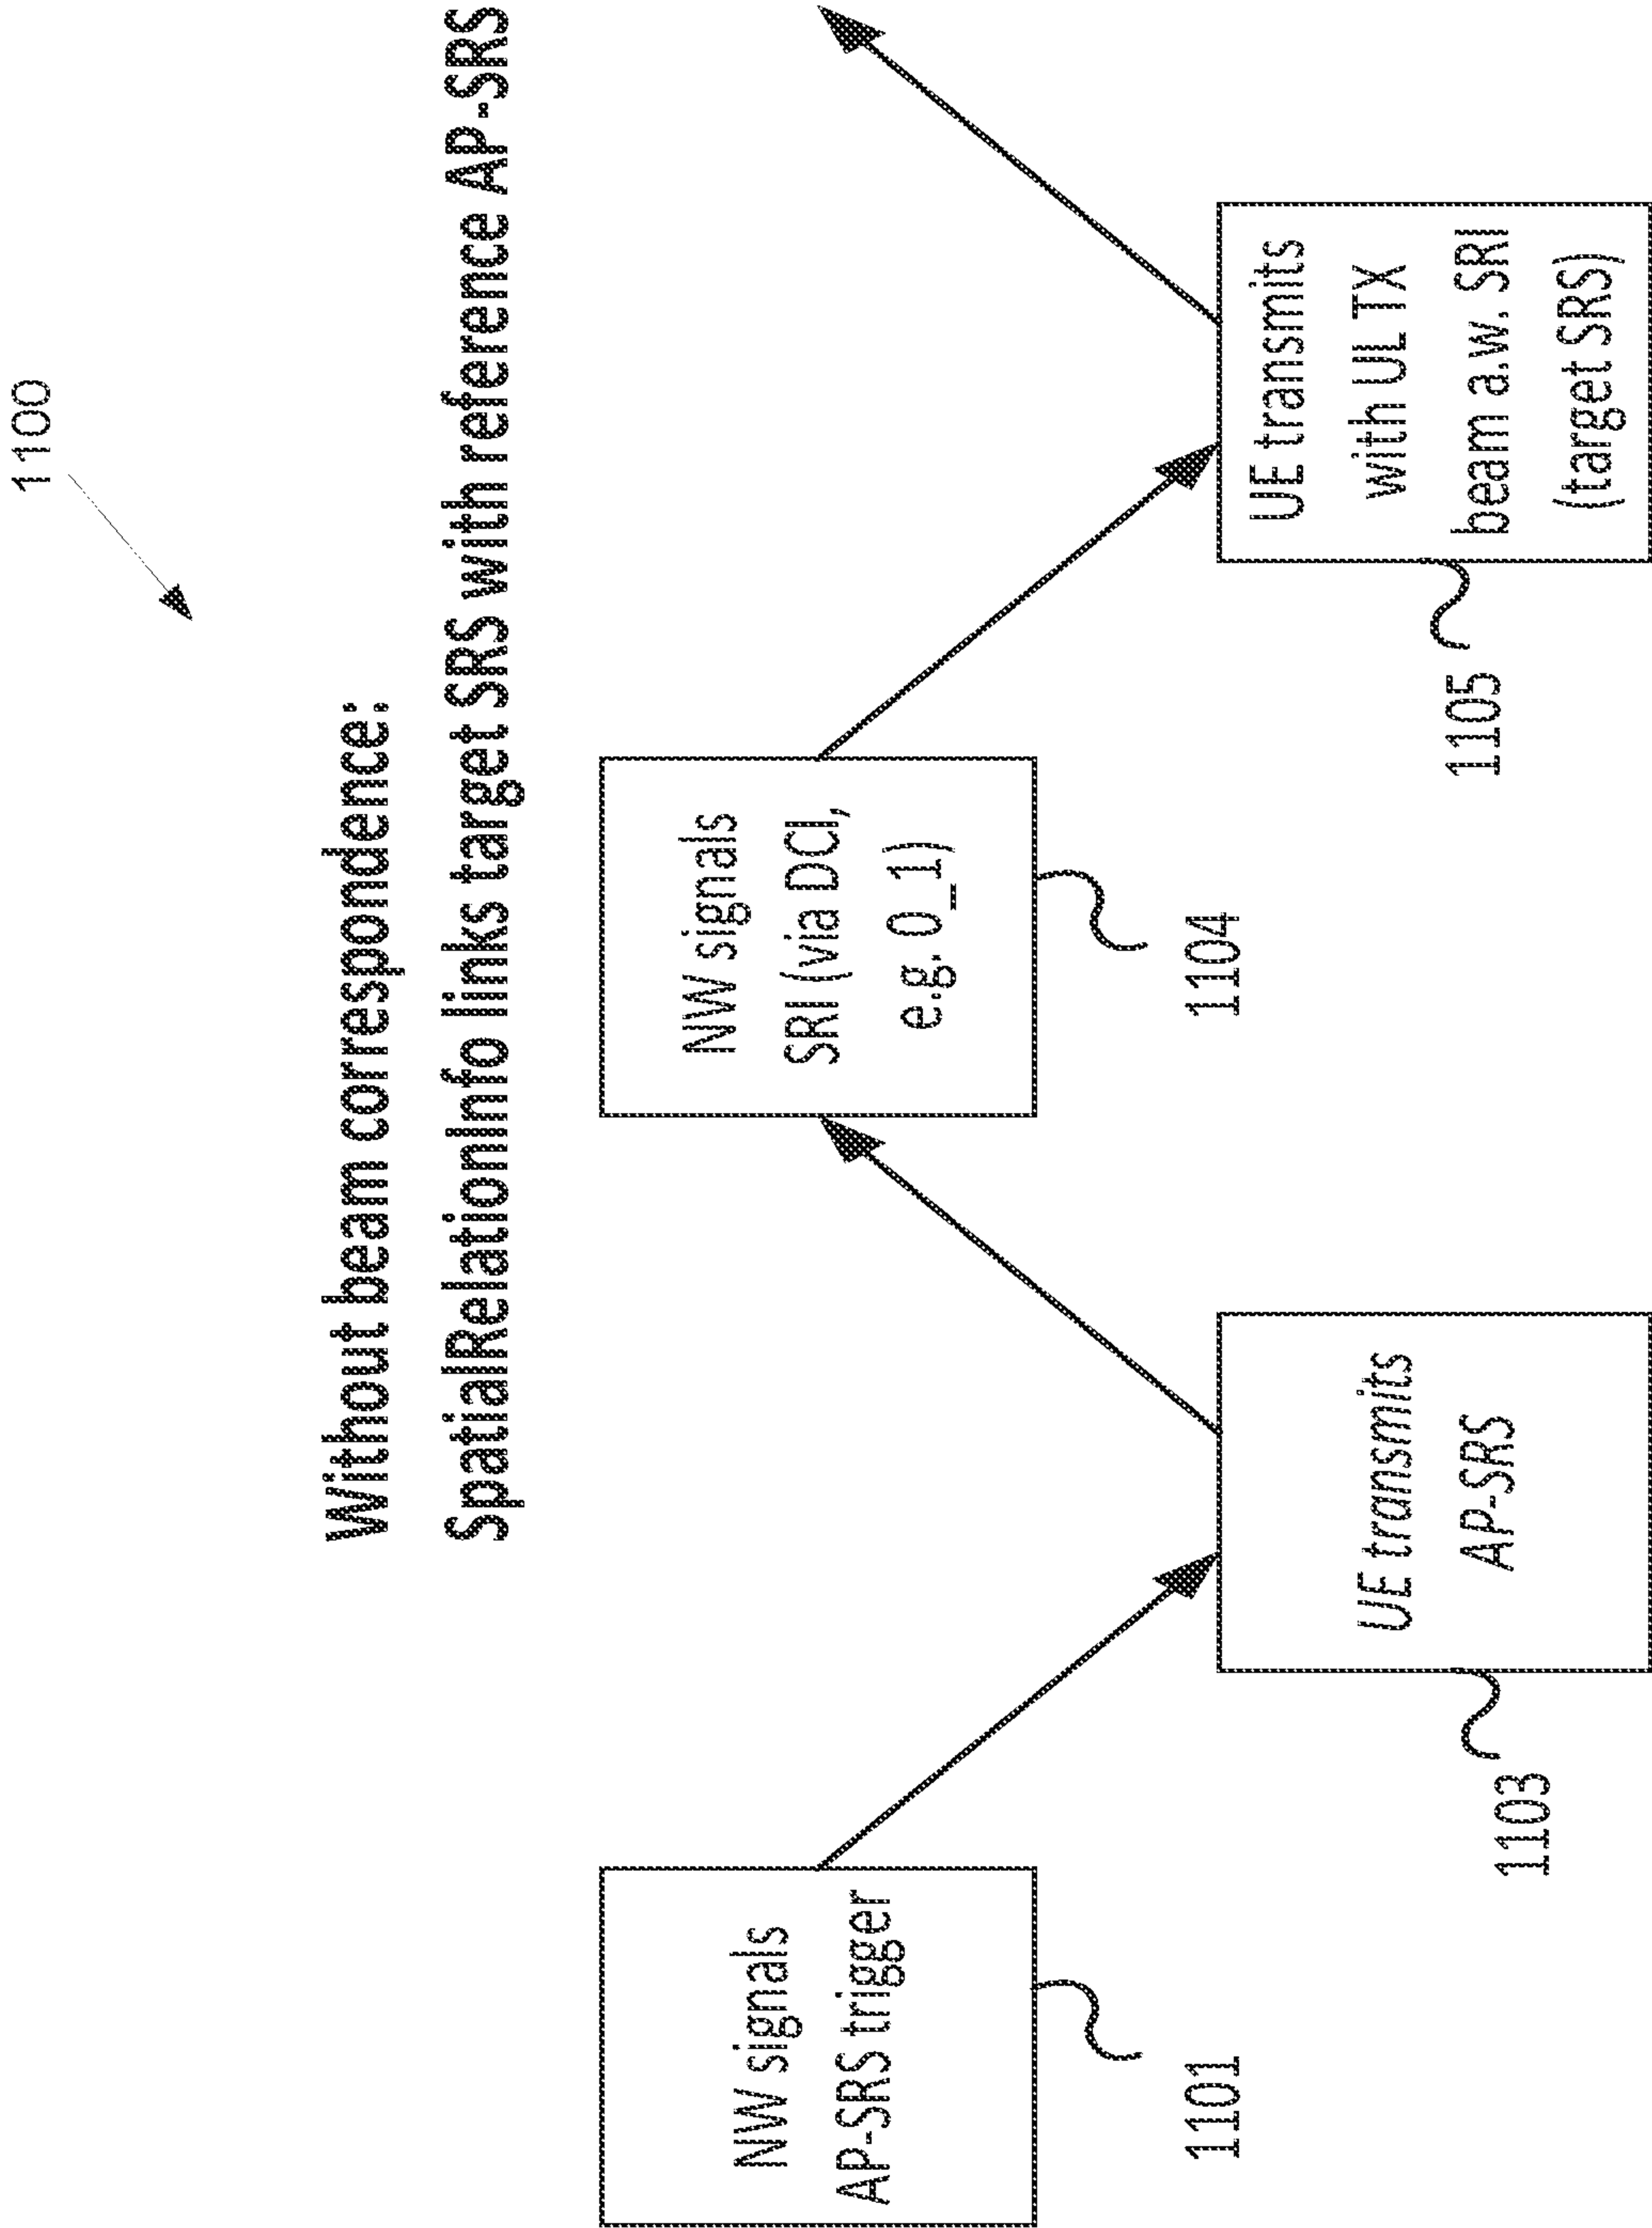 1100
Without beam correspondence:
SpatialRelationInfo links target SRS with reference AP-SRS
NW signals
AP-SRS trigger
1101
UE transmits
AP-SRS
1103
NW signals
SRI (via DCI,
e.g. 0_1)
1104
UE transmits
with UL TX
beam a.w. SRI
(target SRS)
1105